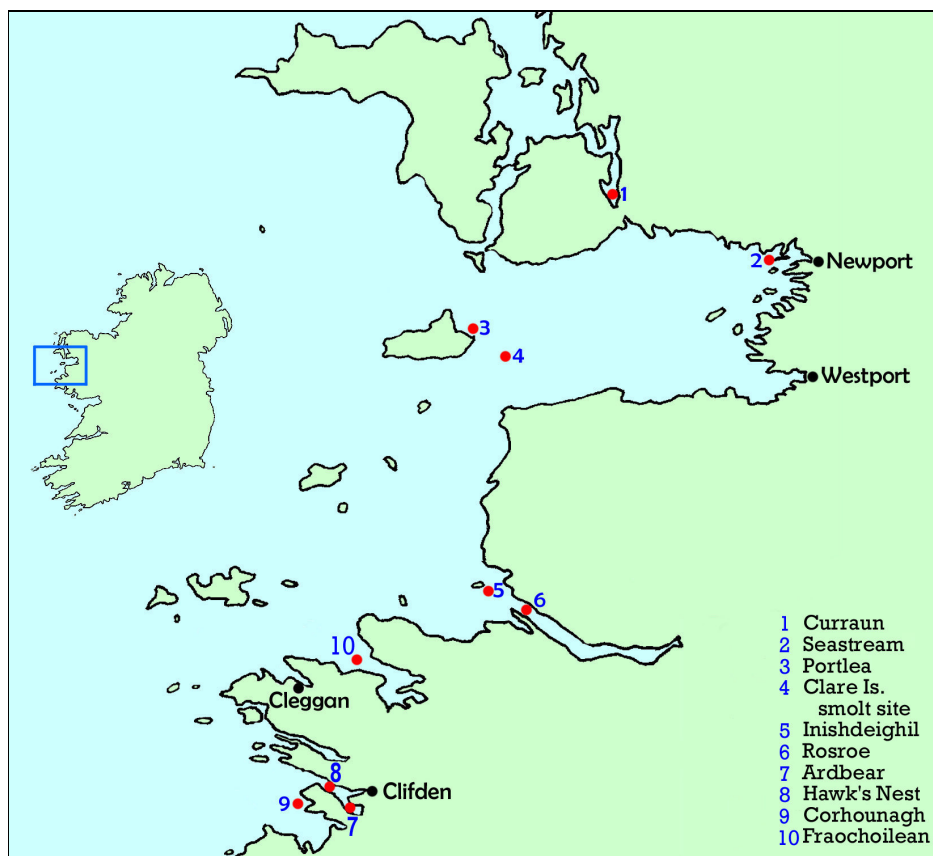 1
2
Newport
3
4
Westport
5
6
10
Cleggan
8
Clifden
9
7
1 Curraun
2 Seastream
3 Portlea
4 Clare Is.
smolt site
5 Inishdeighil
6 Rosroe
7 Ardbear
8 Hawk's Nest
9 Corhounagh
10 Fraochoilean